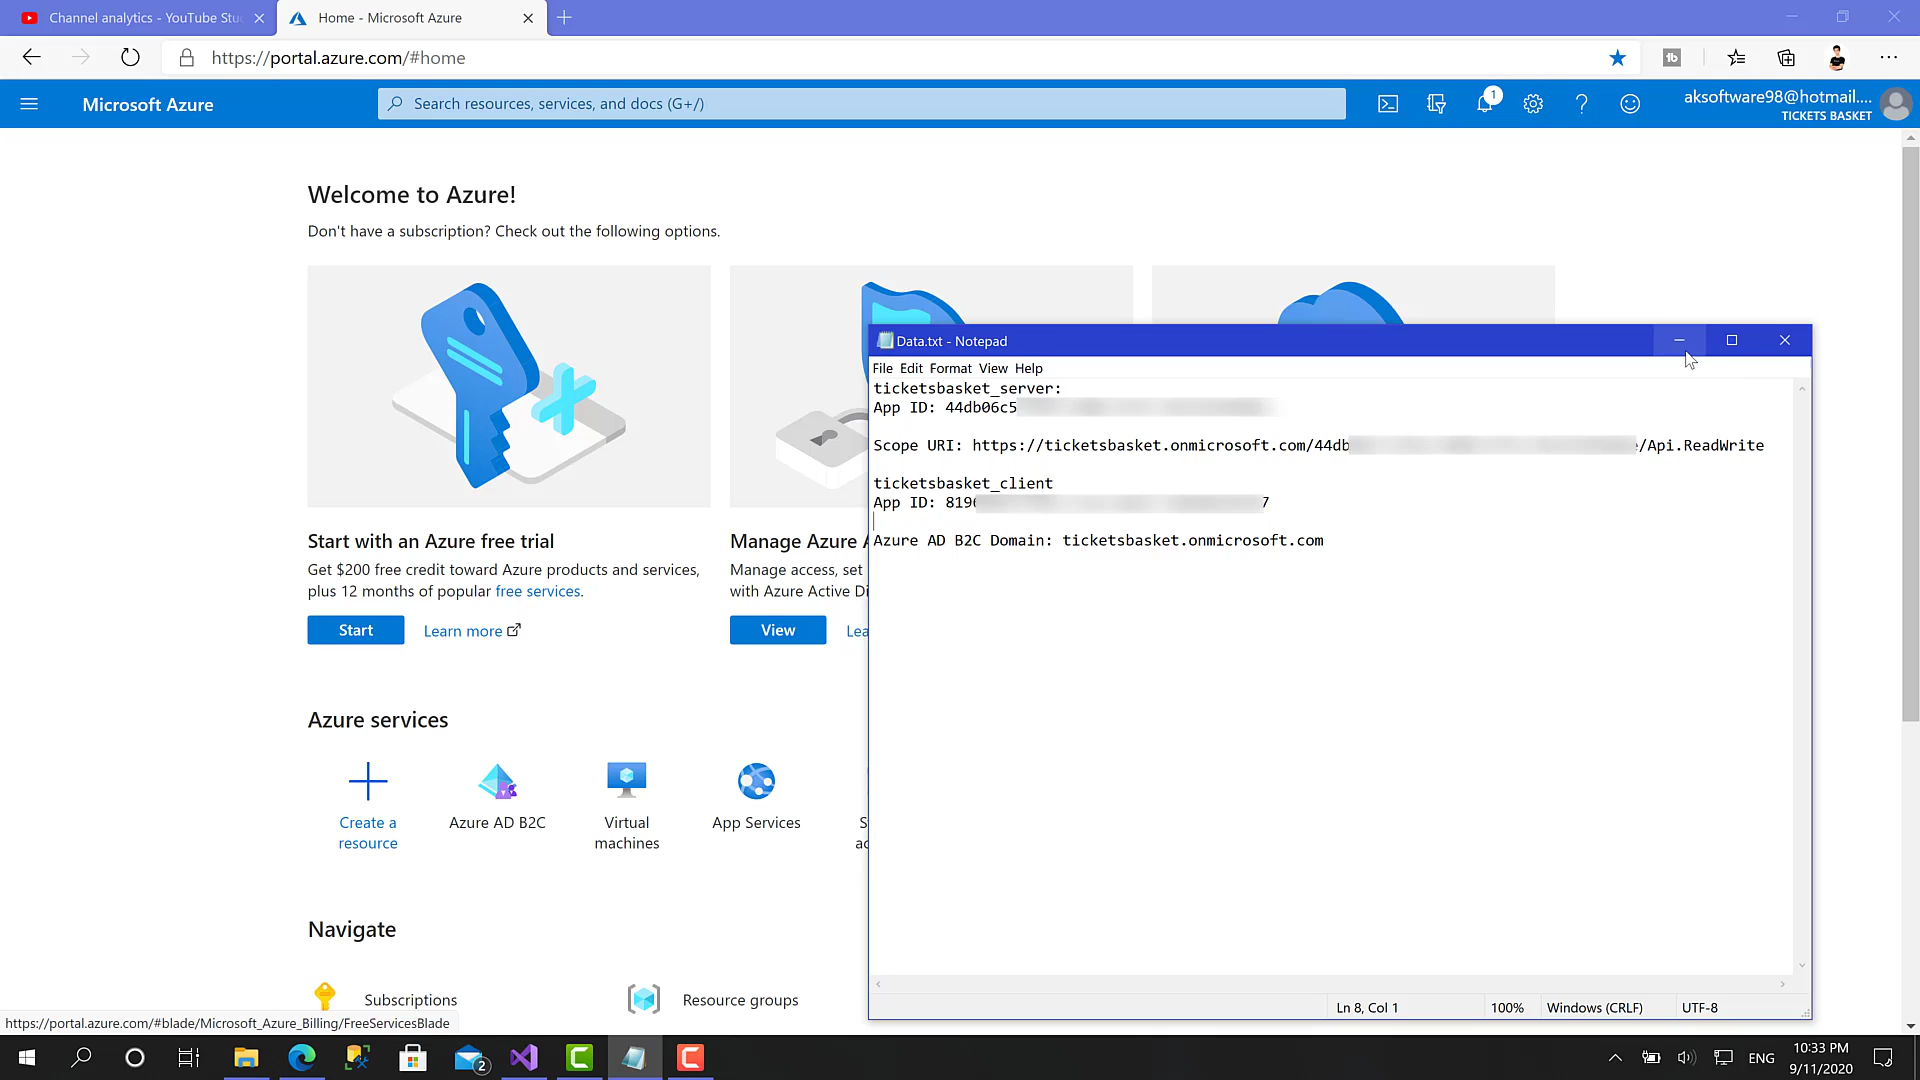 Channel analytics - YouTube Stu
Home - Microsoft Azure
https://portal.azure.com/#home
Microsoft Azure
Search resources, services, and docs (G+/)
1
aksoftware98@hotmail....
TICKETS BASKET
Welcome to Azure!
Don't have a subscription? Check out the following options.
Start with an Azure free trial
Get $200 free credit toward Azure products and services,
plus 12 months of popular free services.
Start
Learn more
Manage Azure A
Manage access, set
with Azure Active Di
View
Lea
Data.txt - Notepad
File Edit Format View Help
ticketsbasket_server:
App ID: 44db06c5
Scope URI: https://ticketsbasket.onmicrosoft.com/44db /Api.ReadWrite
ticketsbasket_client
App ID: 819 7
Azure AD B2C Domain: ticketsbasket.onmicrosoft.com
Ln 8, Col 1
100%
Windows (CRLF)
UTF-8
Azure services
Create a
resource
Azure AD B2C
Virtual
machines
App Services
S
ac
Navigate
Subscriptions
Resource groups
https://portal.azure.com/#blade/Microsoft_Azure_Billing/FreeServicesBlade
2
ENG
10:33 PM
9/11/2020